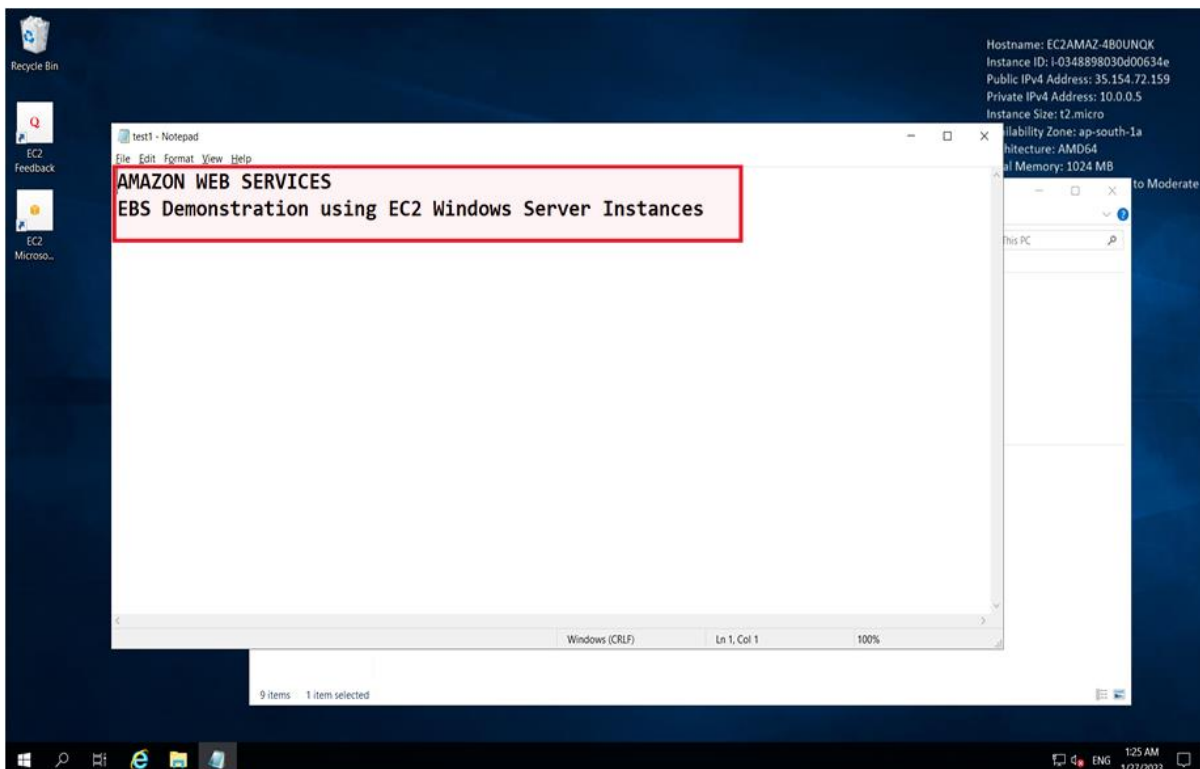 Recycle Bin
Q
EC2
Feedback
EC2
Microso...
Hostname: EC2AMAZ-4B0UNQK
Instance ID: i-0348898030d00634e
Public IPv4 Address: 35.154.72.159
Private IPv4 Address: 10.0.0.5
Instance Size: t2.micro
ilability Zone: ap-south-1a
hitecture: AMD64
al Memory: 1024 MB
to Moderate
test1 - Notepad
File Edit Format View Help
AMAZON WEB SERVICES
EBS Demonstration using EC2 Windows Server Instances
This PC
Windows (CRLF) Ln 1, Col 1 100%
9 items 1 item selected
ENG
1:25 AM
1/27/2023